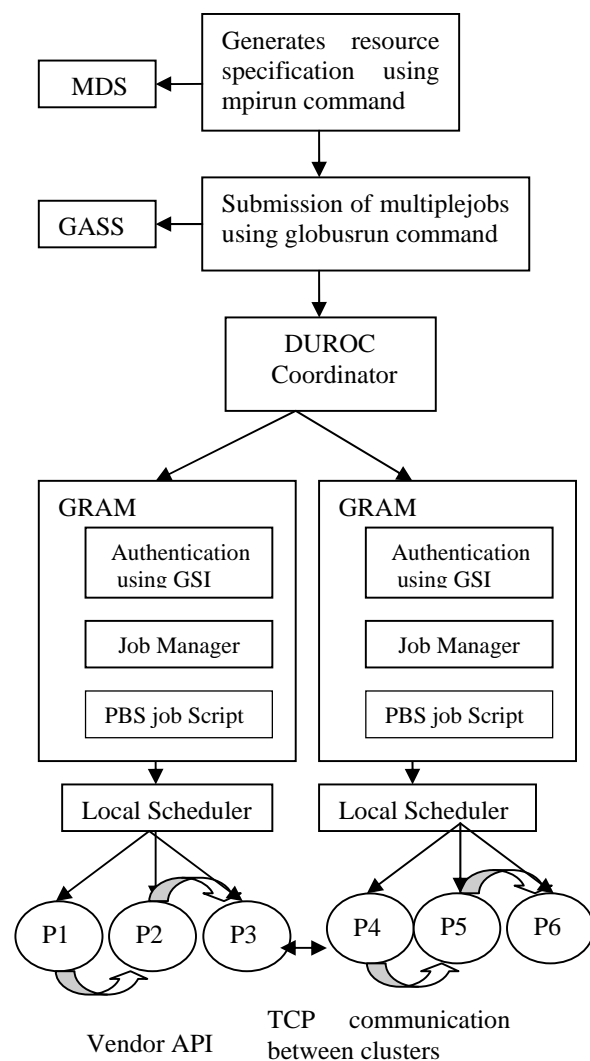 Generates resource
specification using
mpirun command
MDS
Submission of multiplejobs
using globusrun command
GASS
DUROC
Coordinator
GRAM
Authentication
using GSI
Job Manager
PBS job Script
GRAM
Authentication
using GSI
Job Manager
PBS job Script
Local Scheduler
Local Scheduler
P1
P2
P3
P4
P5
P6
Vendor API
TCP communication
between clusters